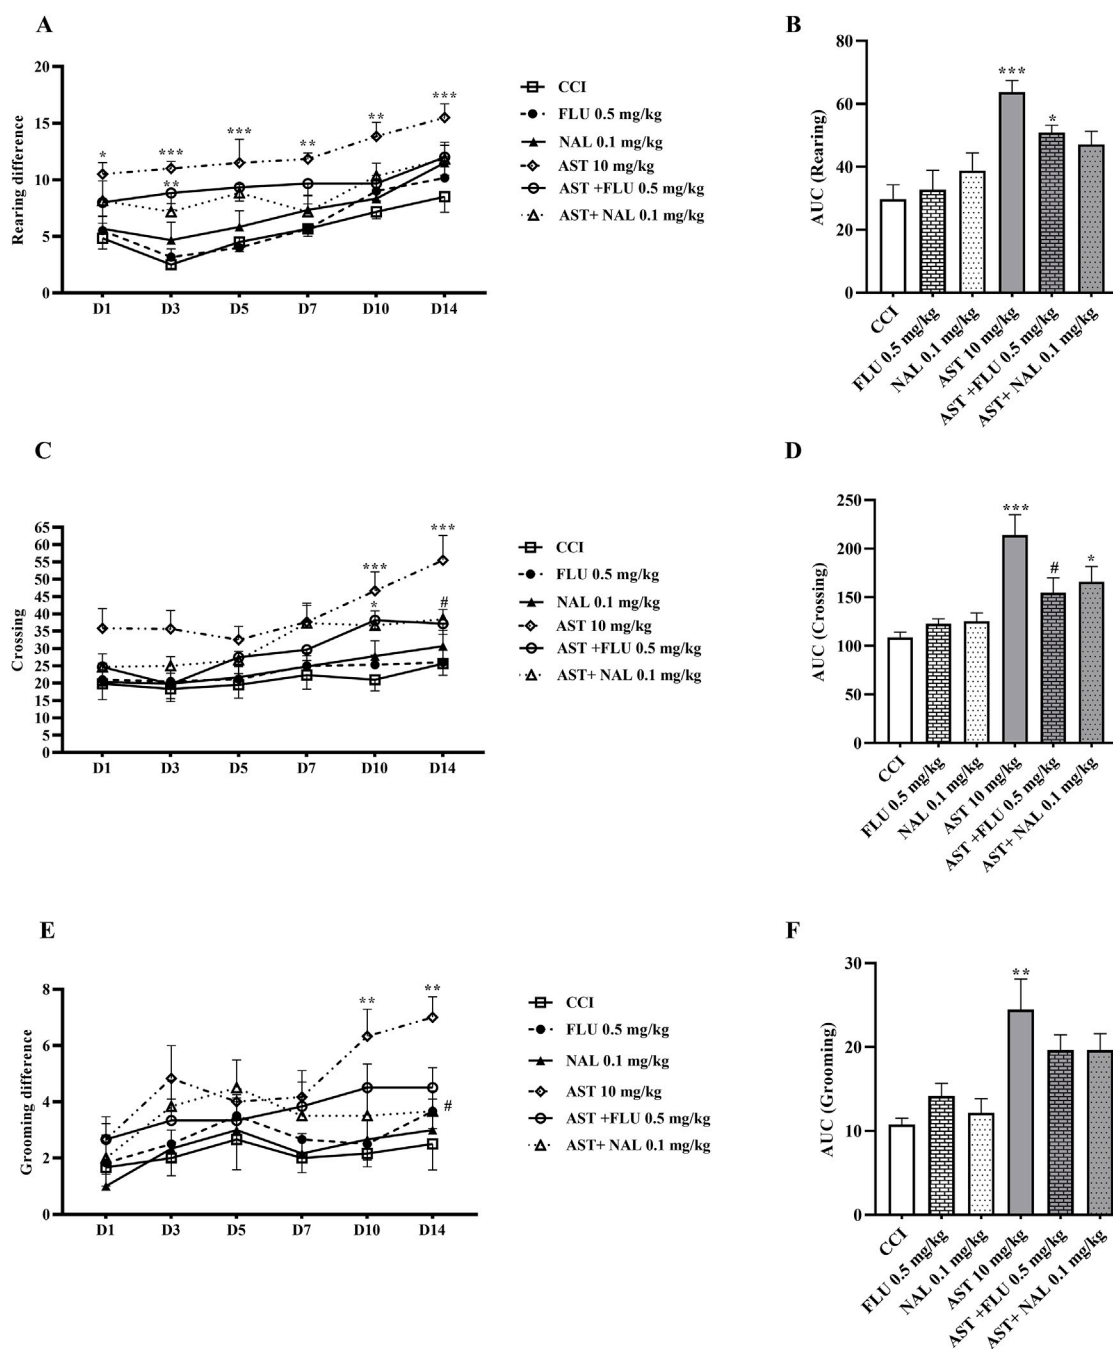 A
Rearing difference
20
15
10
5
0
*
***
**
***
**
**
***
D1
D3
D5
D7
D10
D14
CCI
FLU 0.5 mg/kg
NAL 0.1 mg/kg
AST 10 mg/kg
AST +FLU 0.5 mg/kg
AST+ NAL 0.1 mg/kg
B
AUC (Rearing)
80
60
40
20
0
***
*
CCI
FLU 0.5 mg/kg
NAL 0.1 mg/kg
AST 10 mg/kg
AST +FLU 0.5 mg/kg
AST+ NAL 0.1 mg/kg
C
Crossing
65
60
55
50
45
40
35
30
25
20
15
10
5
0
***
*
***
#
D1
D3
D5
D7
D10
D14
CCI
FLU 0.5 mg/kg
NAL 0.1 mg/kg
AST 10 mg/kg
AST +FLU 0.5 mg/kg
AST+ NAL 0.1 mg/kg
D
AUC (Crossing)
250
200
150
100
50
0
***
#
*
CCI
FLU 0.5 mg/kg
NAL 0.1 mg/kg
AST 10 mg/kg
AST +FLU 0.5 mg/kg
AST+ NAL 0.1 mg/kg
E
Grooming difference
8
6
4
2
0
**
**
#
D1
D3
D5
D7
D10
D14
CCI
FLU 0.5 mg/kg
NAL 0.1 mg/kg
AST 10 mg/kg
AST +FLU 0.5 mg/kg
AST+ NAL 0.1 mg/kg
F
AUC (Grooming)
30
20
10
0
**
CCI
FLU 0.5 mg/kg
NAL 0.1 mg/kg
AST 10 mg/kg
AST +FLU 0.5 mg/kg
AST+ NAL 0.1 mg/kg